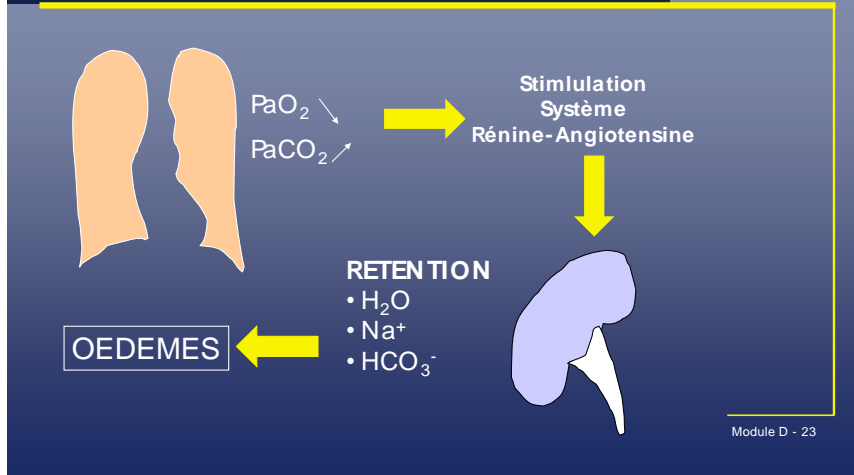 PaO₂
PaCO₂
Stimlulation
Système
Rénine-Angiotensine
RETENTION
• H₂O
• Na⁺
• HCO₃⁻
OEDEMES
Module D - 23